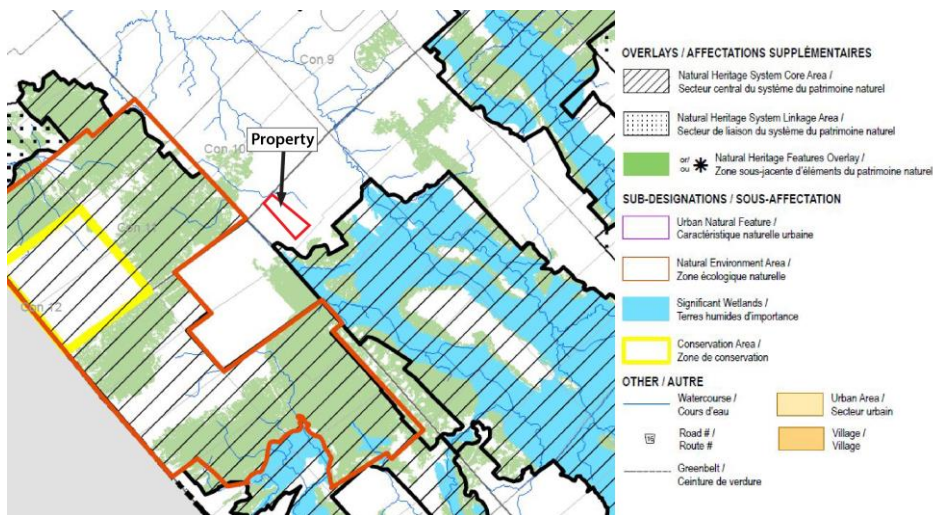 Con 9
Con 10
Property
Con 11
Con 12
OVERLAYS / AFFECTATIONS SUPPLÉMENTAIRES
Natural Heritage System Core Area /
Secteur central du système du patrimoine naturel
Natural Heritage System Linkage Area /
Secteur de liaison du système du patrimoine naturel
or/
ou
Natural Heritage Features Overlay /
Zone sous-jacente d'éléments du patrimoine naturel
SUB-DESIGNATIONS / SOUS-AFFECTATION
Urban Natural Feature /
Caractéristique naturelle urbaine
Natural Environment Area /
Zone écologique naturelle
Significant Wetlands /
Terres humides d'importance
Conservation Area /
Zone de conservation
OTHER / AUTRE
Watercourse /
Cours d'eau
Urban Area /
Secteur urbain
Road # /
Route #
Village /
Village
Greenbelt /
Ceinture de verdure